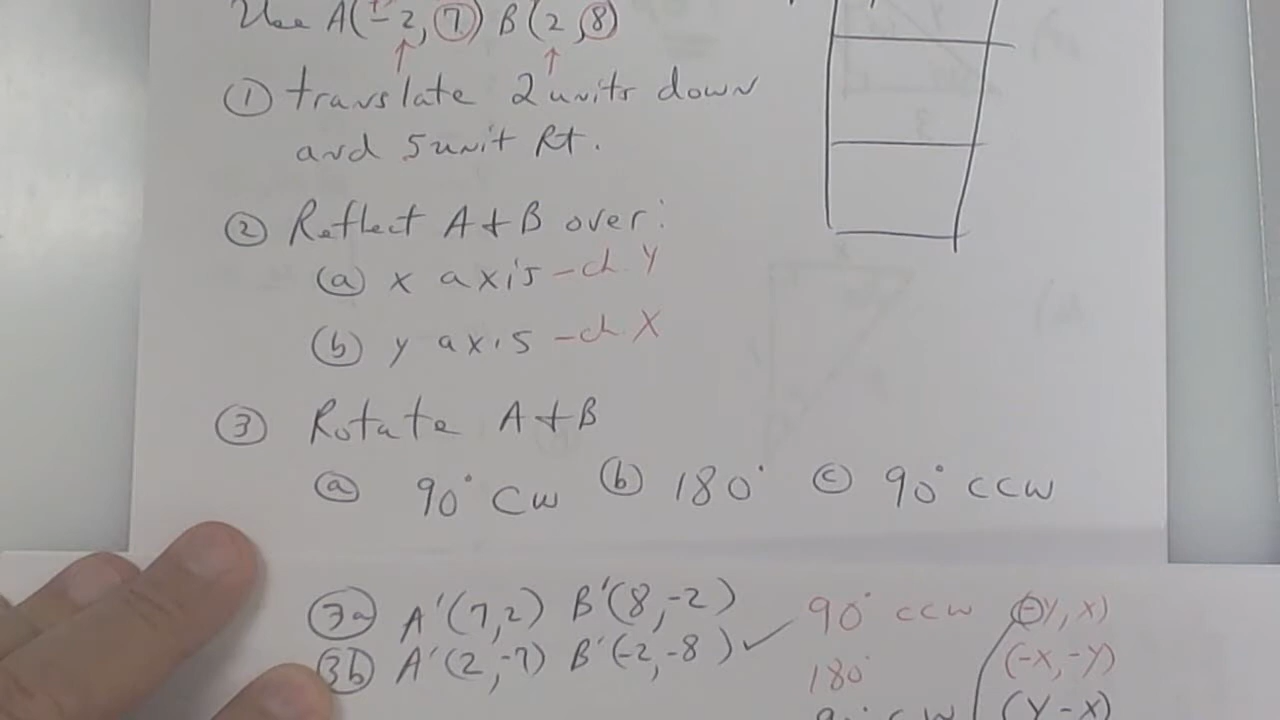 Use A(-2, 7) B(2, 8)
① translate 2 units down
and 5 unit Rt.
② Reflect A + B over:
ⓐ x axis - ch. Y
ⓑ y axis - ch. X
③ Rotate A + B
ⓐ 90° CW ⓑ 180° ⓒ 90° CCW
3a A'(7,2) B'(8,-2)
3b A'(2,-7) B'(-2,-8) ✓
90° CCW (-Y, X)
180° (-X, -Y)
90° CW (Y -X)